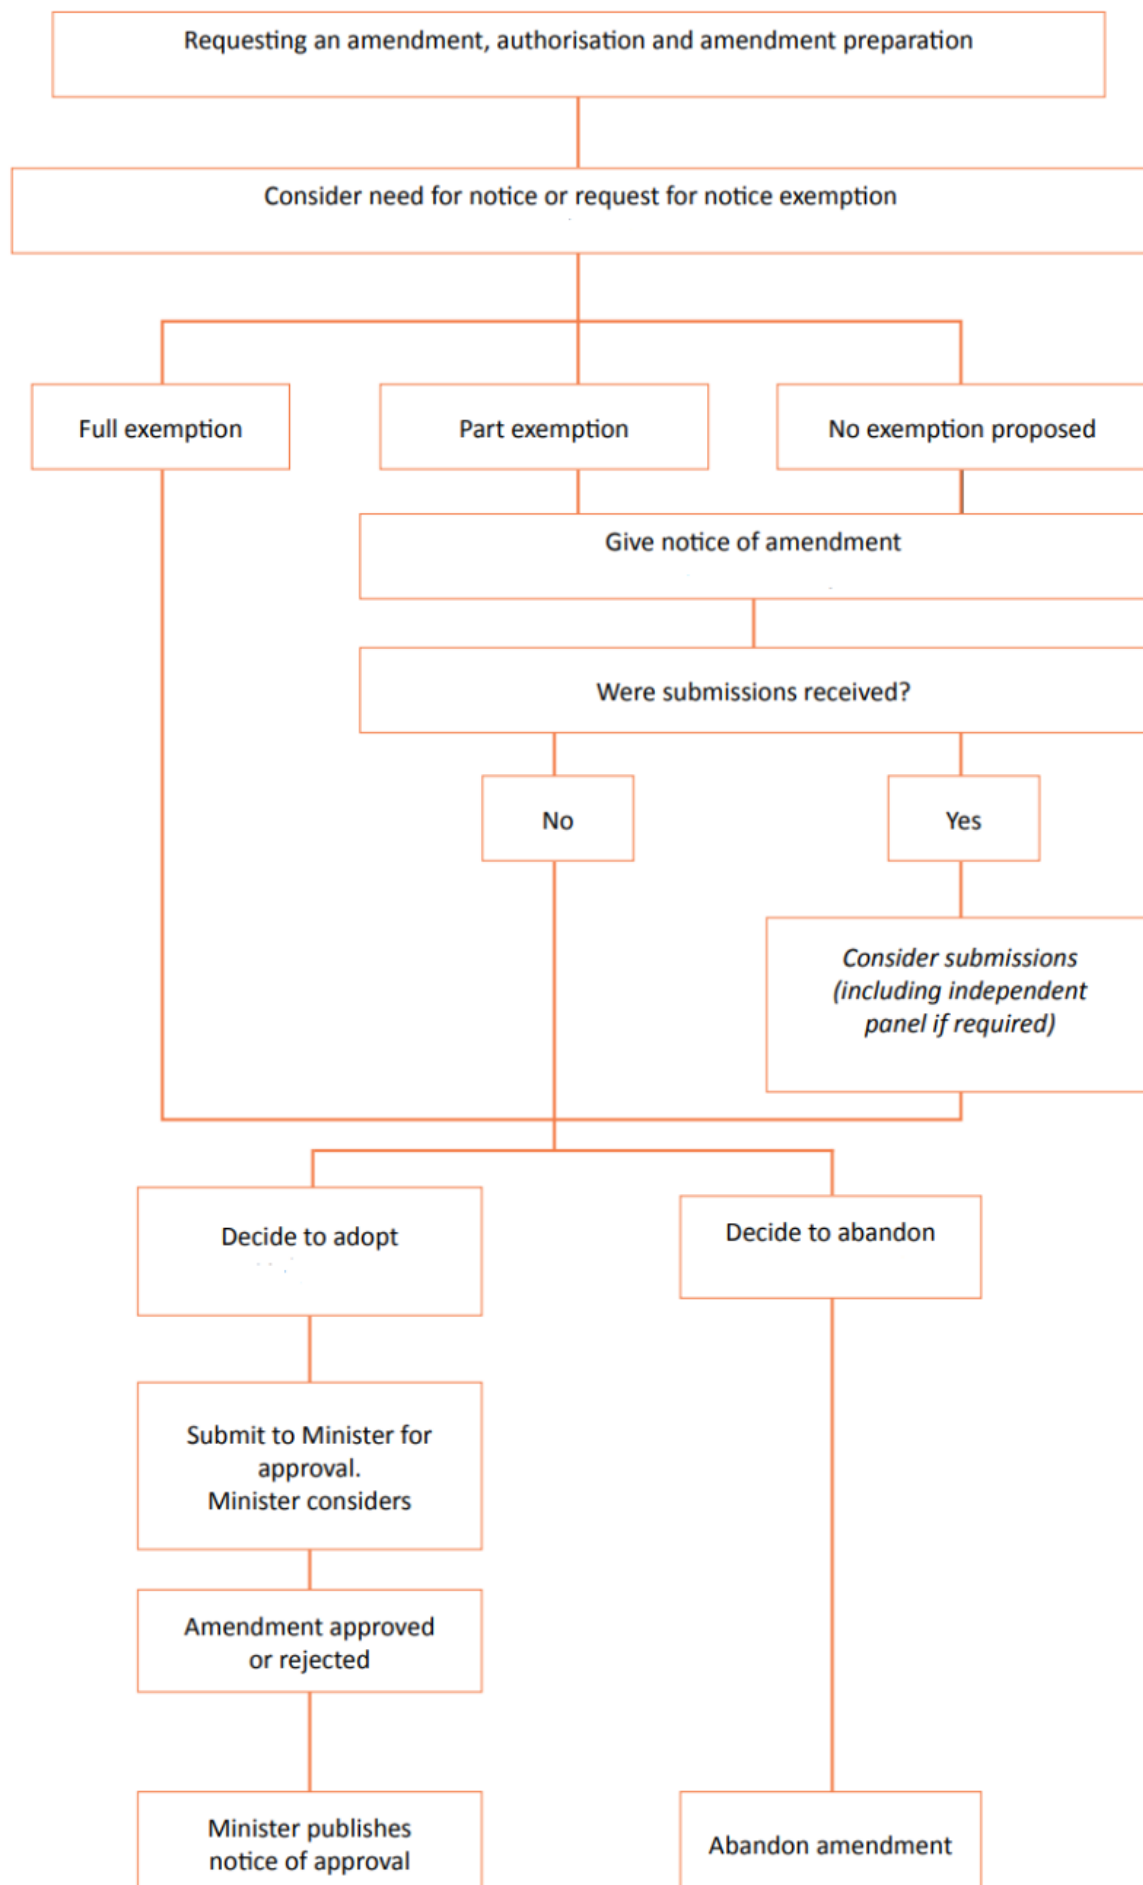 Requesting an amendment, authorisation and amendment preparation
Consider need for notice or request for notice exemption
Full exemption
Part exemption
No exemption proposed
Give notice of amendment
Were submissions received?
No
Yes
Consider submissions
(including independent
panel if required)
Decide to adopt
Decide to abandon
Submit to Minister for
approval.
Minister considers
Amendment approved
or rejected
Minister publishes
notice of approval
Abandon amendment